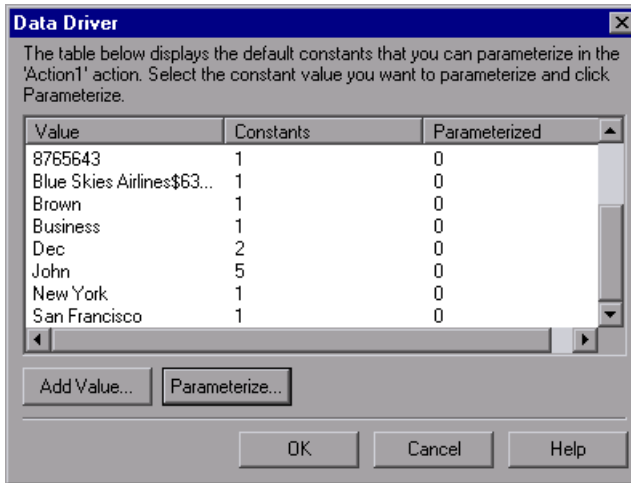 Data Driver
The table below displays the default constants that you can parameterize in the
'Action1' action. Select the constant value you want to parameterize and click
Parameterize.
Value Constants Parameterized
8765643 1 0
Blue Skies Airlines$63... 1 0
Brown 1 0
Business 1 0
Dec 2 0
John 5 0
New York 1 0
San Francisco 1 0
Add Value... Parameterize...
OK Cancel Help